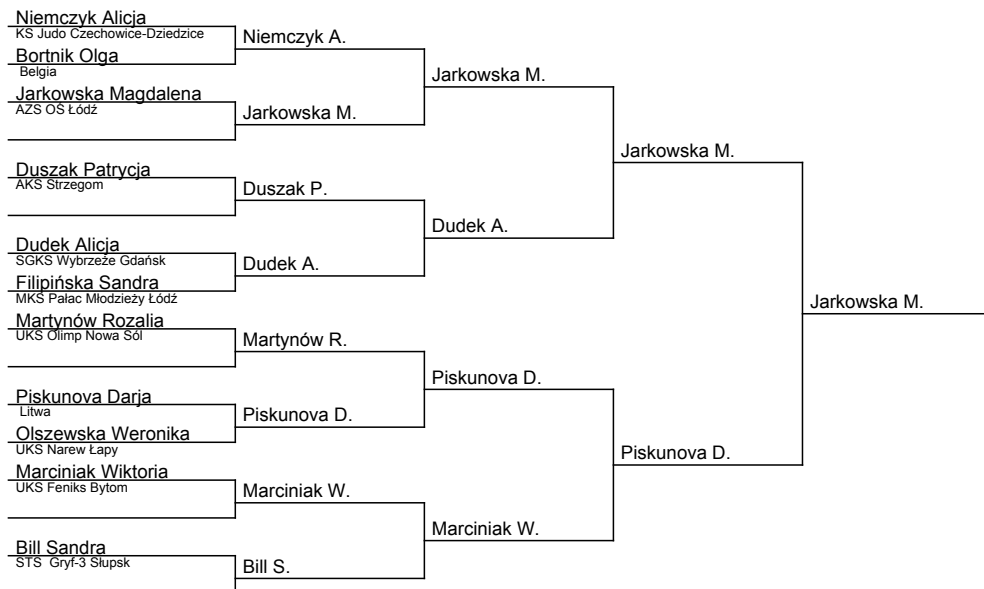 Niemczyk Alicja
KS Judo Czechowice-Dziedzice
Niemczyk A.
Bortnik Olga
Belgia
Jarkowska M.
Jarkowska Magdalena
AZS OŚ Łódź
Jarkowska M.
Jarkowska M.
Duszak Patrycja
AKS Strzegom
Duszak P.
Dudek A.
Dudek Alicja
SGKS Wybrzeże Gdańsk
Dudek A.
Filipińska Sandra
MKS Pałac Młodzieży Łódź
Jarkowska M.
Martynów Rozalia
UKS Olimp Nowa Sól
Martynów R.
Piskunova D.
Piskunova Darja
Litwa
Piskunova D.
Olszewska Weronika
UKS Narew Łapy
Piskunova D.
Marciniak Wiktoria
UKS Feniks Bytom
Marciniak W.
Marciniak W.
Bill Sandra
STS  Gryf-3 Słupsk
Bill S.